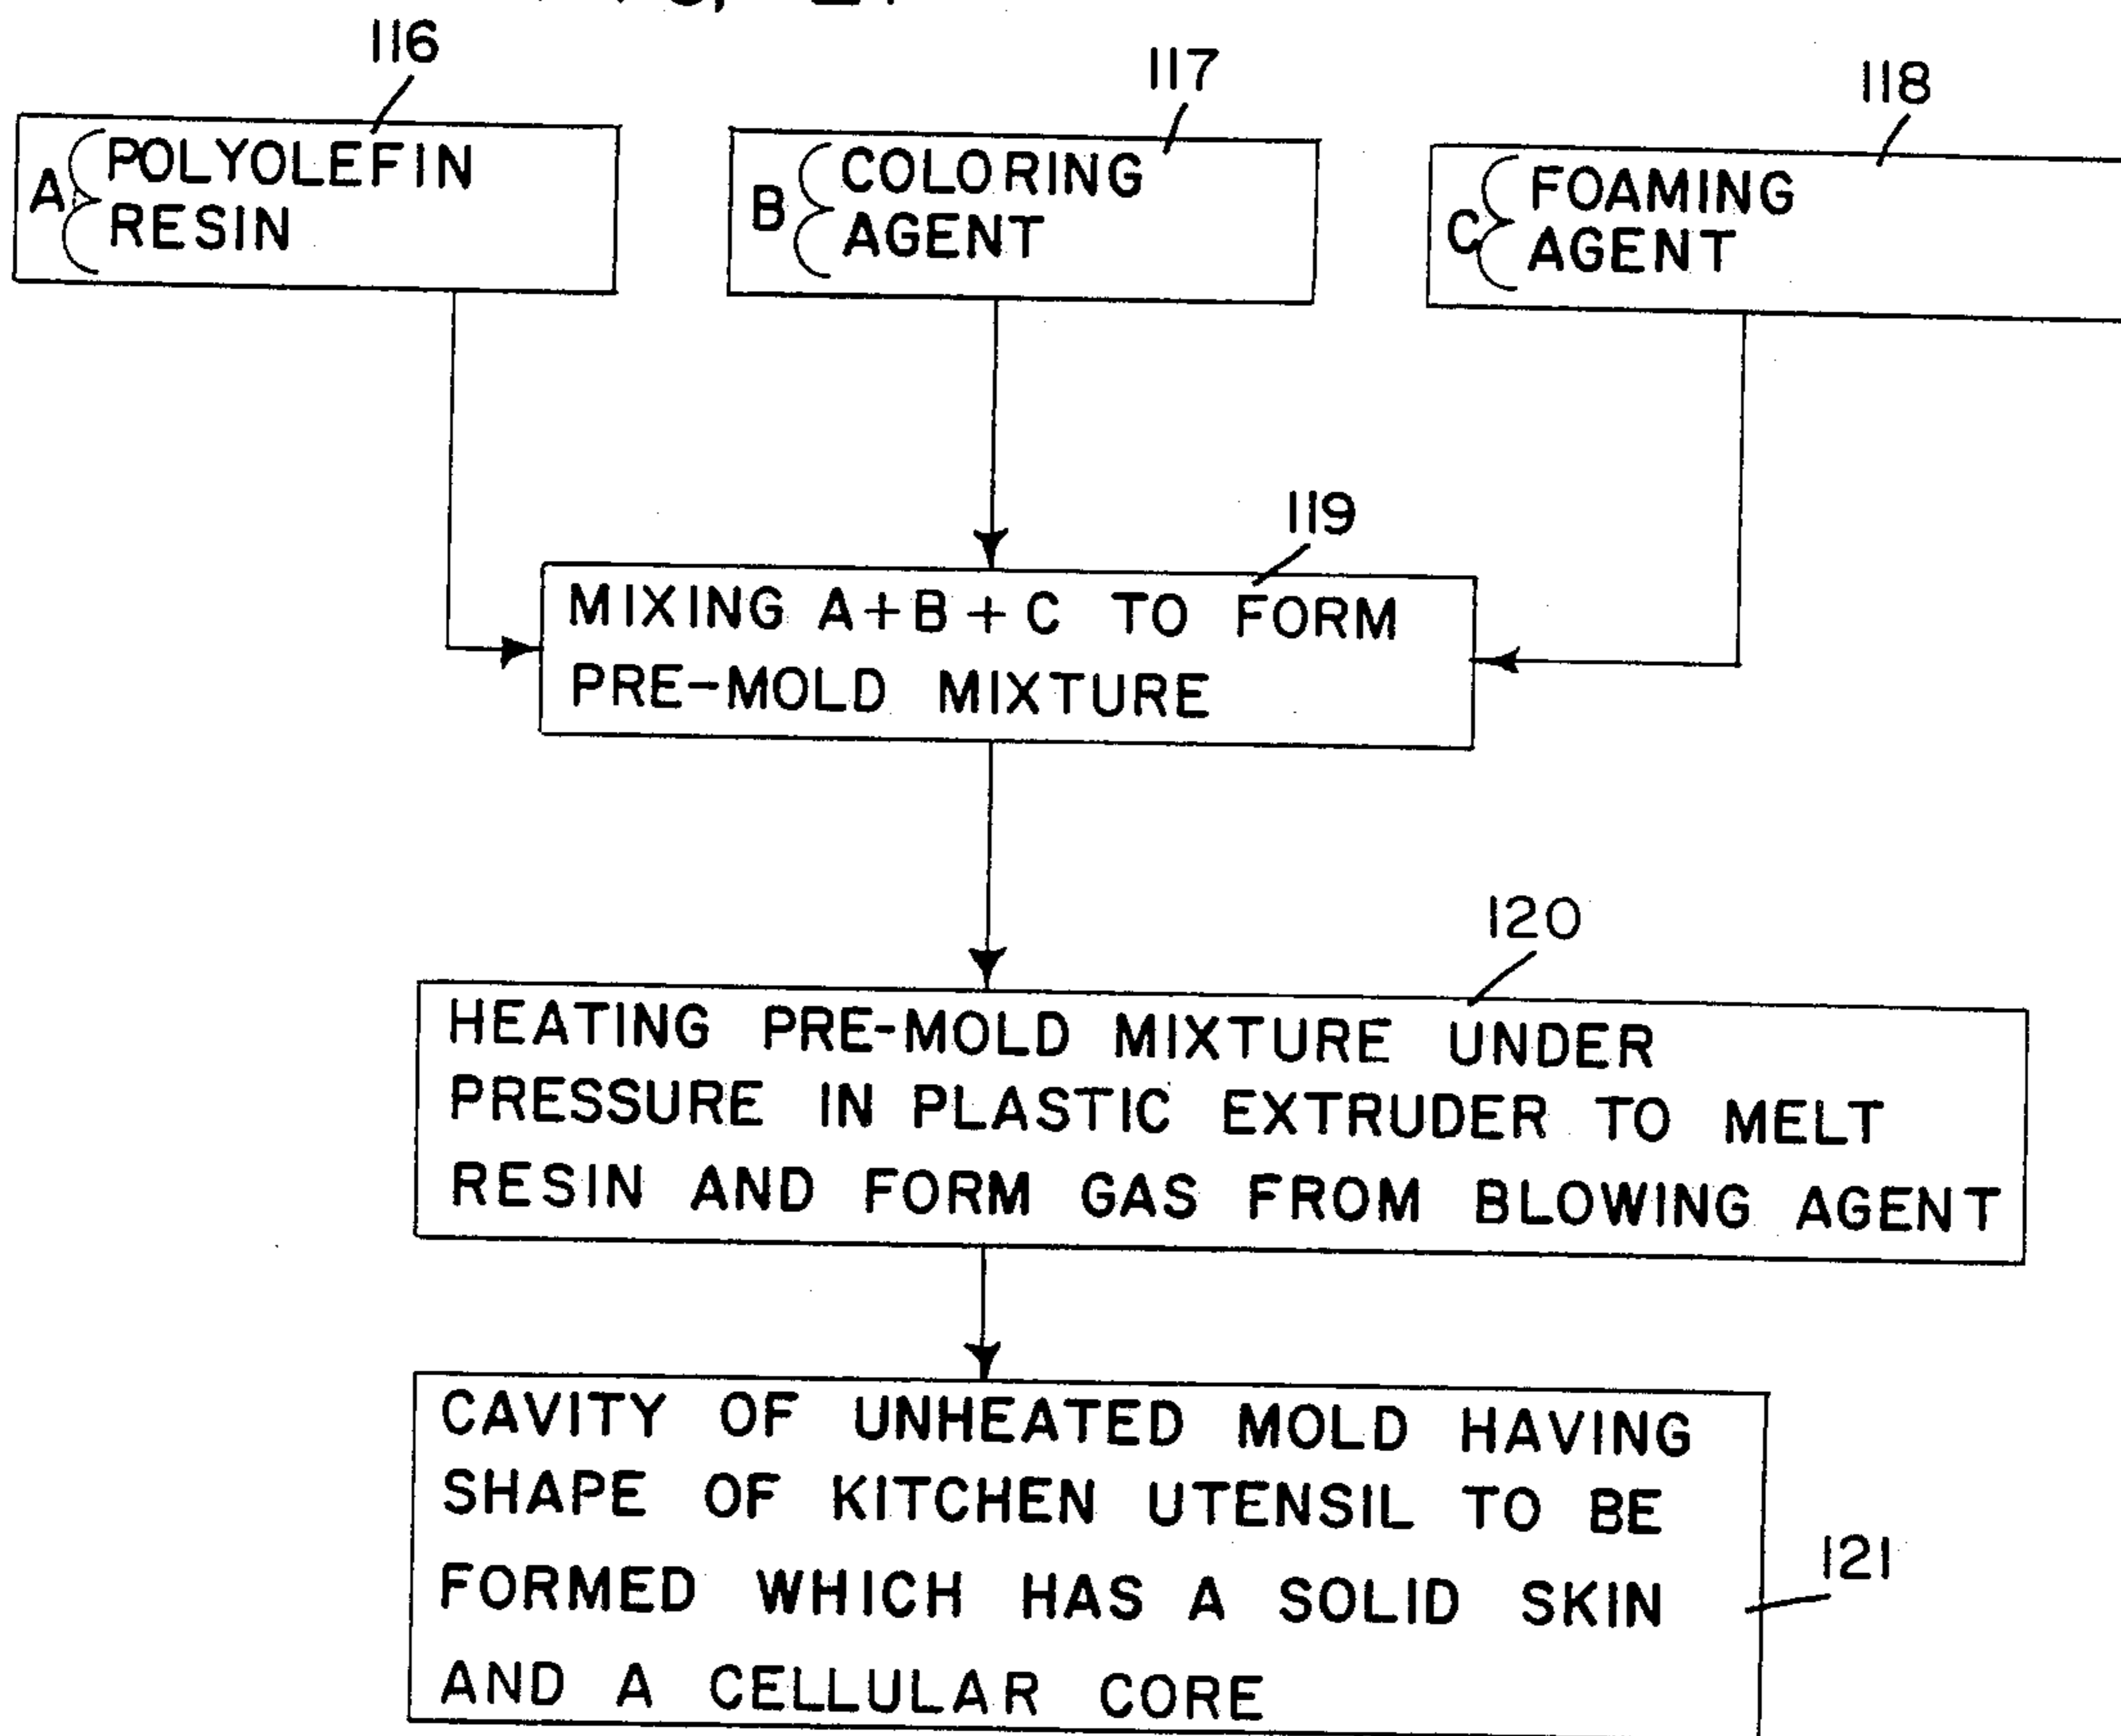 116
117
118
A POLYOLEFIN
RESIN
B COLORING
AGENT
C FOAMING
AGENT
119
MIXING A+B+C TO FORM
PRE-MOLD MIXTURE
120
HEATING PRE-MOLD MIXTURE UNDER
PRESSURE IN PLASTIC EXTRUDER TO MELT
RESIN AND FORM GAS FROM BLOWING AGENT
CAVITY OF UNHEATED MOLD HAVING
SHAPE OF KITCHEN UTENSIL TO BE
FORMED WHICH HAS A SOLID SKIN
AND A CELLULAR CORE
121